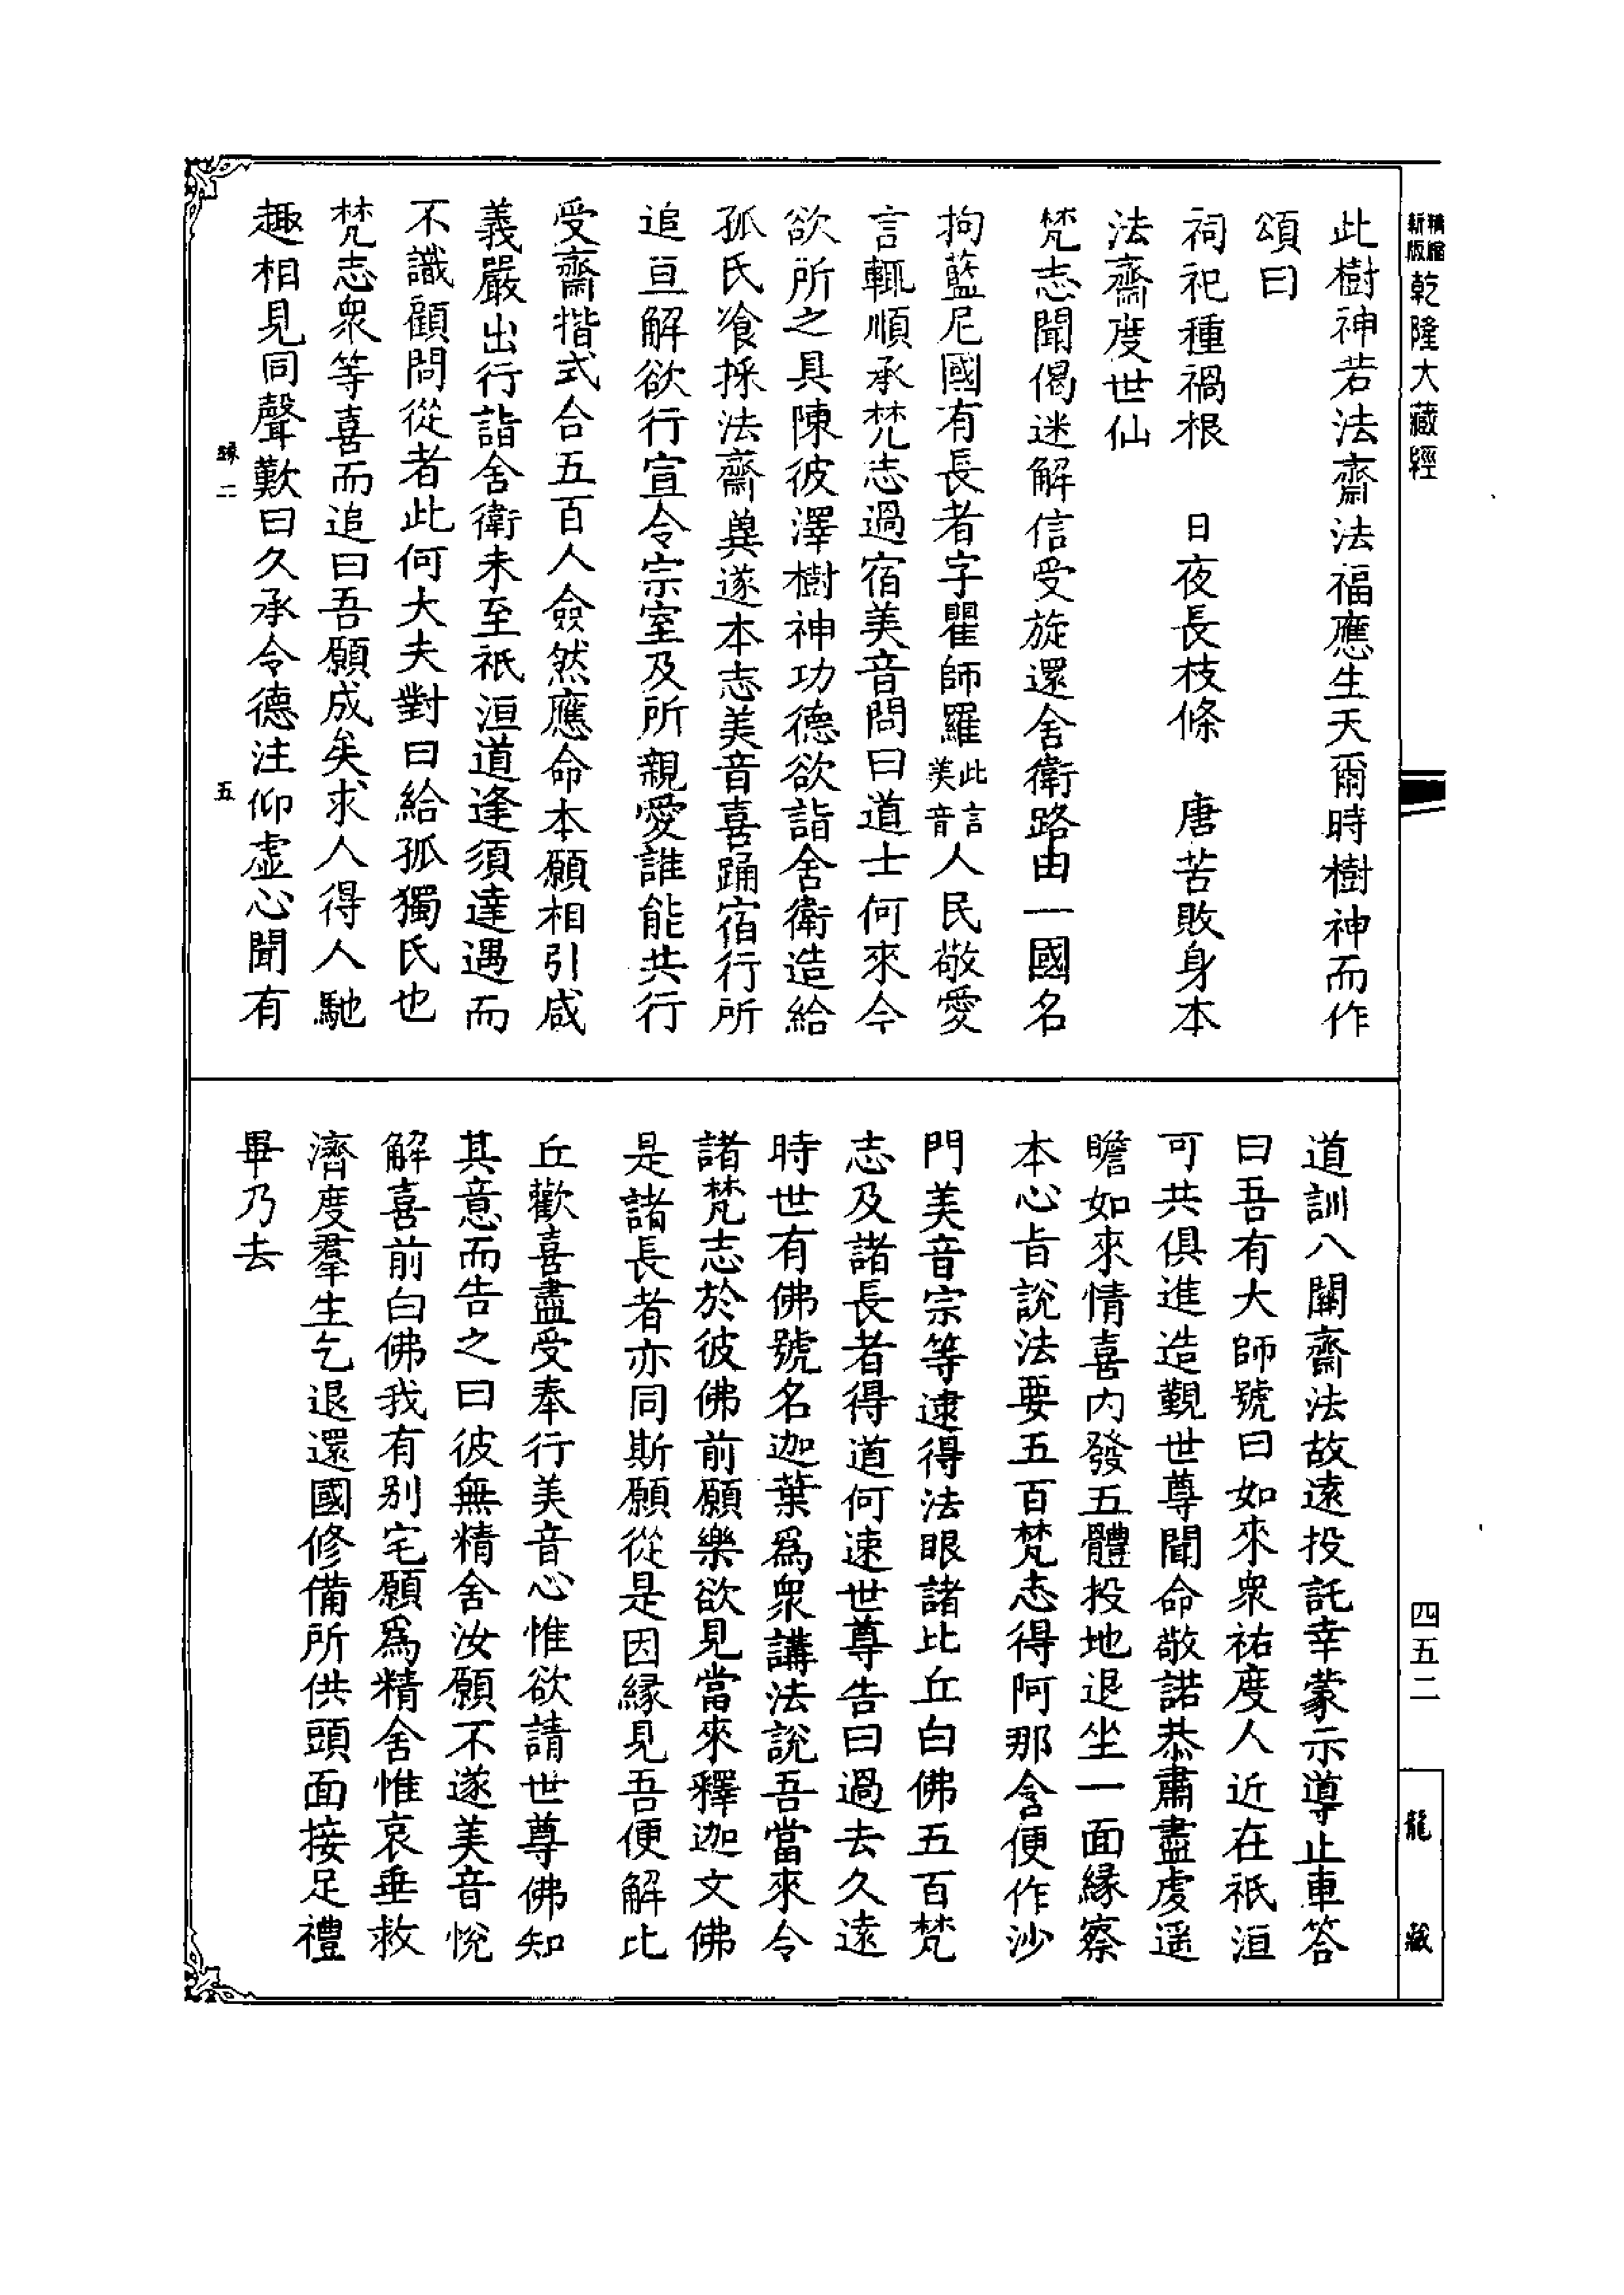 精縮
新版
乾隆大藏經
此樹神若法齋法福應生天爾時樹神而作
頌曰
祠祀種禍根　日夜長枝條　唐苦敗身本
法齋度世仙
梵志聞偈迷解信受旋還舍衛路由一國名
拘藍尼國有長者字瞿師羅此言美音人民敬愛
言輒順承梵志過宿美音問曰道士何來今
欲所之具陳彼澤樹神功德欲詣舍衛造給
孤氏飡採法齋冀遂本志美音喜踊宿行所
追亘解欲行宣令宗室及所親愛誰能共行
受齋揩式合五百人僉然應命本願相引咸
義嚴出行詣舍衛未至祇洹道逢須達遇而
不識顧問從者此何大夫對曰給孤獨氏也
梵志衆等喜而追曰吾願成矣求人得人馳
趣相見同聲歎曰久承令德注仰虛心聞有
緣二
五
道訓八關齋法故遠投託幸蒙示導止車答
曰吾有大師號曰如來衆祐度人近在祇洹
可共俱進造覲世尊聞命敬諾恭肅盡虔遥
瞻如來情喜內發五體投地退坐一面緣察
本心旨說法要五百梵志得阿那含便作沙
門美音宗等逮得法眼諸比丘白佛五百梵
志及諸長者得道何速世尊告曰過去久遠
時世有佛號名迦葉爲衆講法說吾當來今
諸梵志於彼佛前願樂欲見當來釋迦文佛
是諸長者亦同斯願從是因緣見吾便解比
丘歡喜盡受奉行美音心惟欲請世尊佛知
其意而告之曰彼無精舍汝願不遂美音悅
解喜前白佛我有別宅願爲精舍惟哀垂救
濟度羣生乞退還國修備所供頭面接足禮
畢乃去
四五二
龍藏